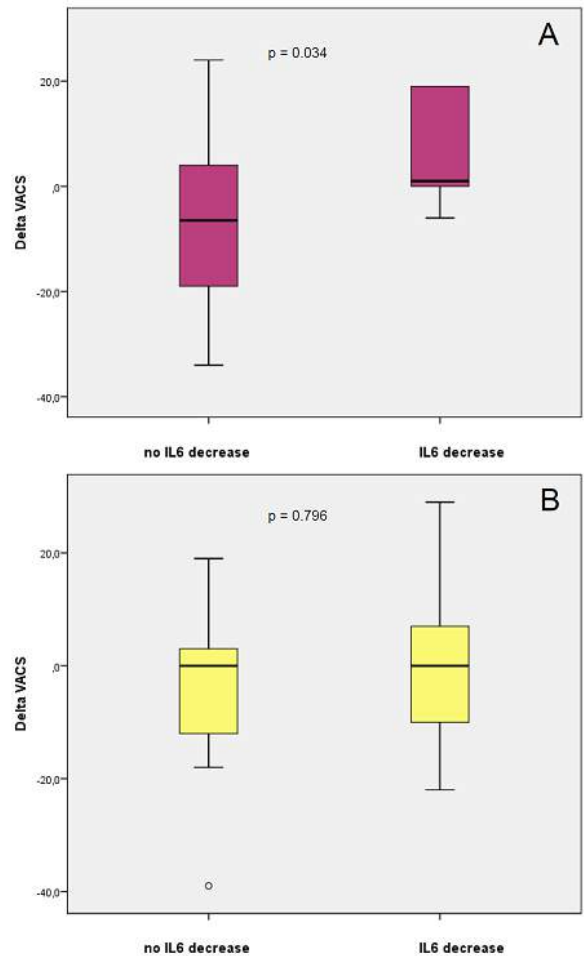 A
p = 0.034
20,0
,0
-20,0
-40,0
Delta VACS
no IL6 decrease IL6 decrease
B
p = 0.796
20,0
,0
-20,0
-40,0
Delta VACS
no IL6 decrease IL6 decrease